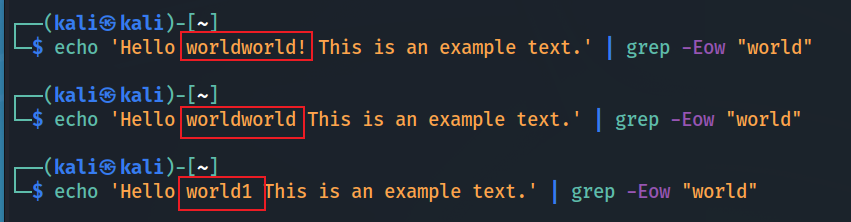 ┌──(kali㉿kali)-[~]
└─$ echo 'Hello worldworld! This is an example text.' | grep -Eow "world"
┌──(kali㉿kali)-[~]
└─$ echo 'Hello worldworld This is an example text.' | grep -Eow "world"
┌──(kali㉿kali)-[~]
└─$ echo 'Hello world1 This is an example text.' | grep -Eow "world"